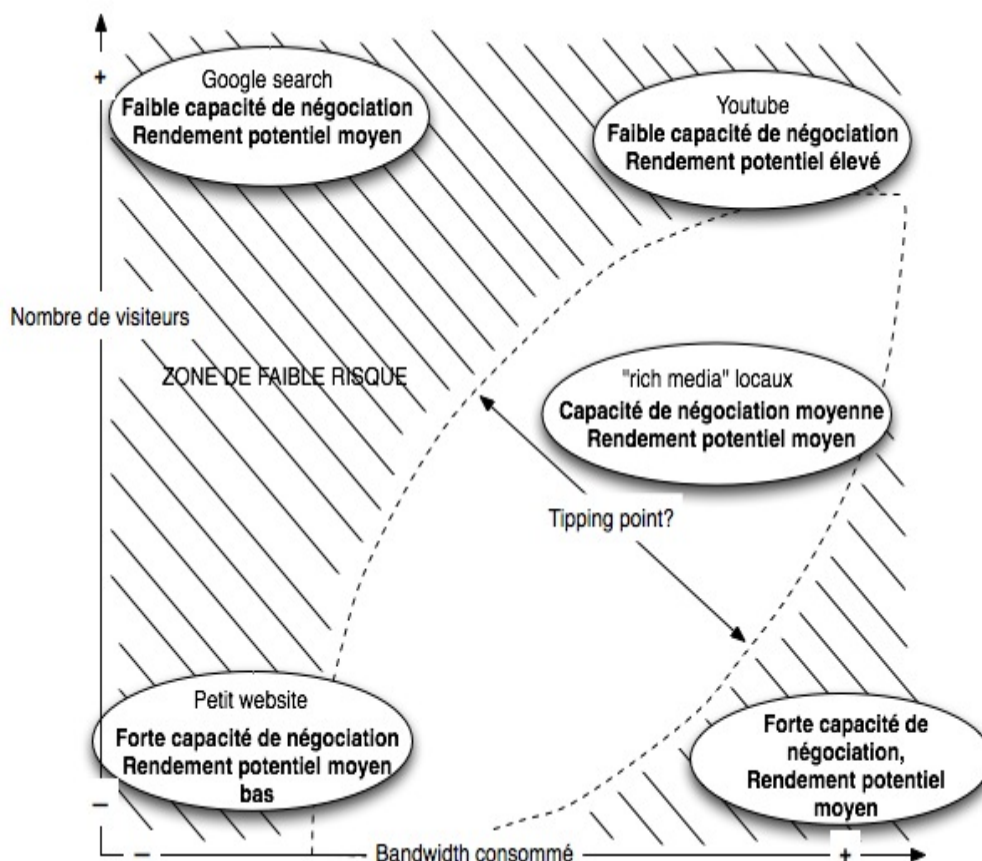 +
Google search
Faible capacité de négociation
Rendement potentiel moyen
Youtube
Faible capacité de négociation
Rendement potentiel élevé
Nombre de visiteurs
ZONE DE FAIBLE RISQUE
"rich media" locaux
Capacité de négociation moyenne
Rendement potentiel moyen
Tipping point?
Petit website
Forte capacité de négociation
Rendement potentiel moyen
bas
Forte capacité de
négociation,
Rendement potentiel
moyen
–
– Bandwidth consommé +